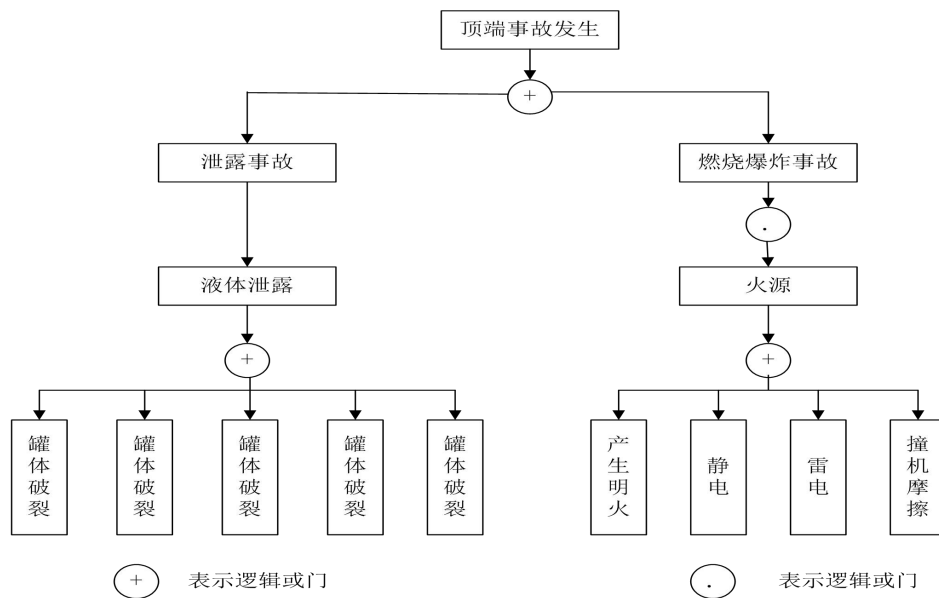 顶端事故发生
+
泄露事故
燃烧爆炸事故
.
液体泄露
火源
+
+
罐体破裂
罐体破裂
罐体破裂
罐体破裂
罐体破裂
产生明火
静电
雷电
撞机摩擦
+ 表示逻辑或门
. 表示逻辑或门